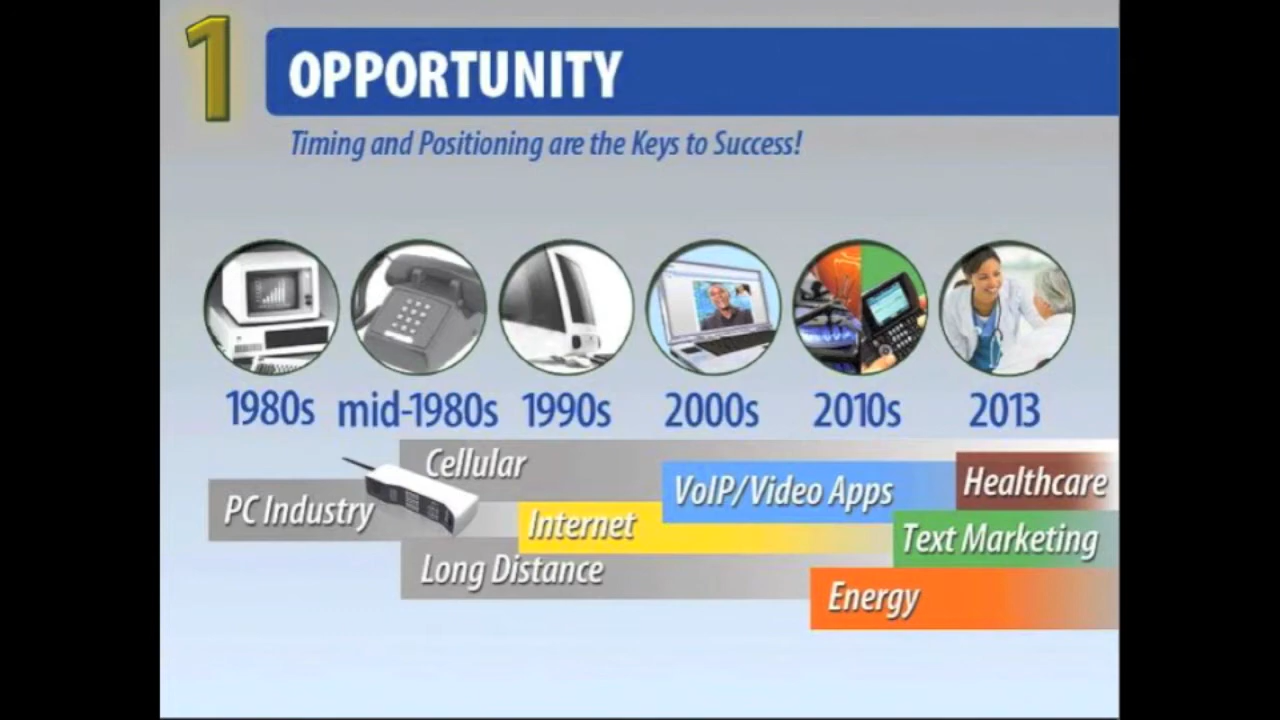 1
OPPORTUNITY
Timing and Positioning are the Keys to Success!
1980s mid-1980s 1990s 2000s 2010s 2013
Cellular
PC Industry
VoIP/Video Apps
Healthcare
Internet
Text Marketing
Long Distance
Energy